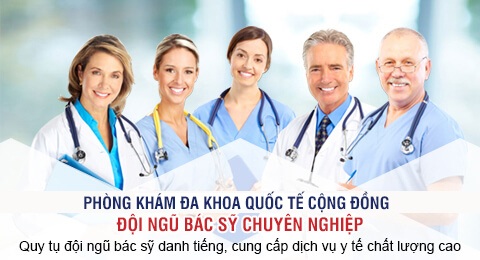 PHÒNG KHÁM ĐA KHOA QUỐC TẾ CỘNG ĐỒNG
ĐỘI NGŨ BÁC SỸ CHUYÊN NGHIỆP
Quy tụ đội ngũ bác sỹ danh tiếng, cung cấp dịch vụ y tế chất lượng cao